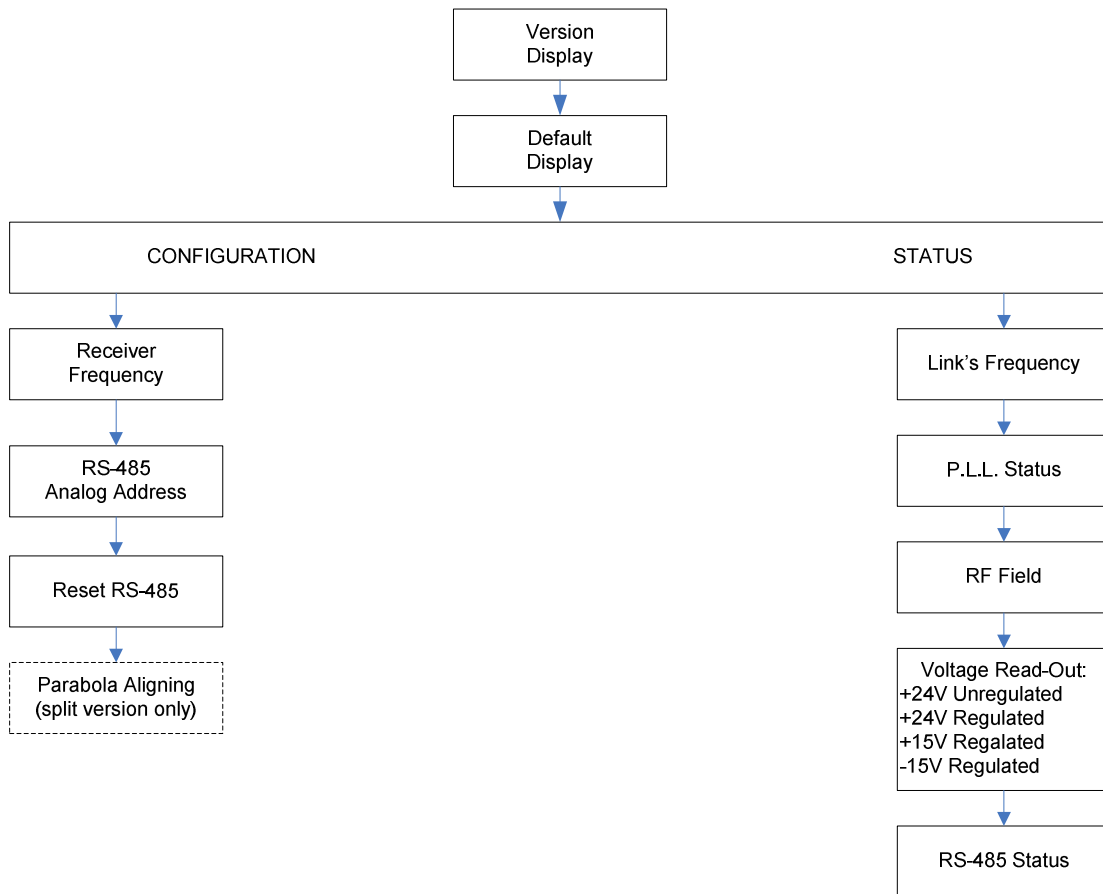 Version
Display
Default
Display
CONFIGURATION
STATUS
Receiver
Frequency
RS-485
Analog Address
Reset RS-485
Parabola Aligning
(split version only)
Link's Frequency
P.L.L. Status
RF Field
Voltage Read-Out:
+24V Unregulated
+24V Regulated
+15V Regalated
-15V Regulated
RS-485 Status